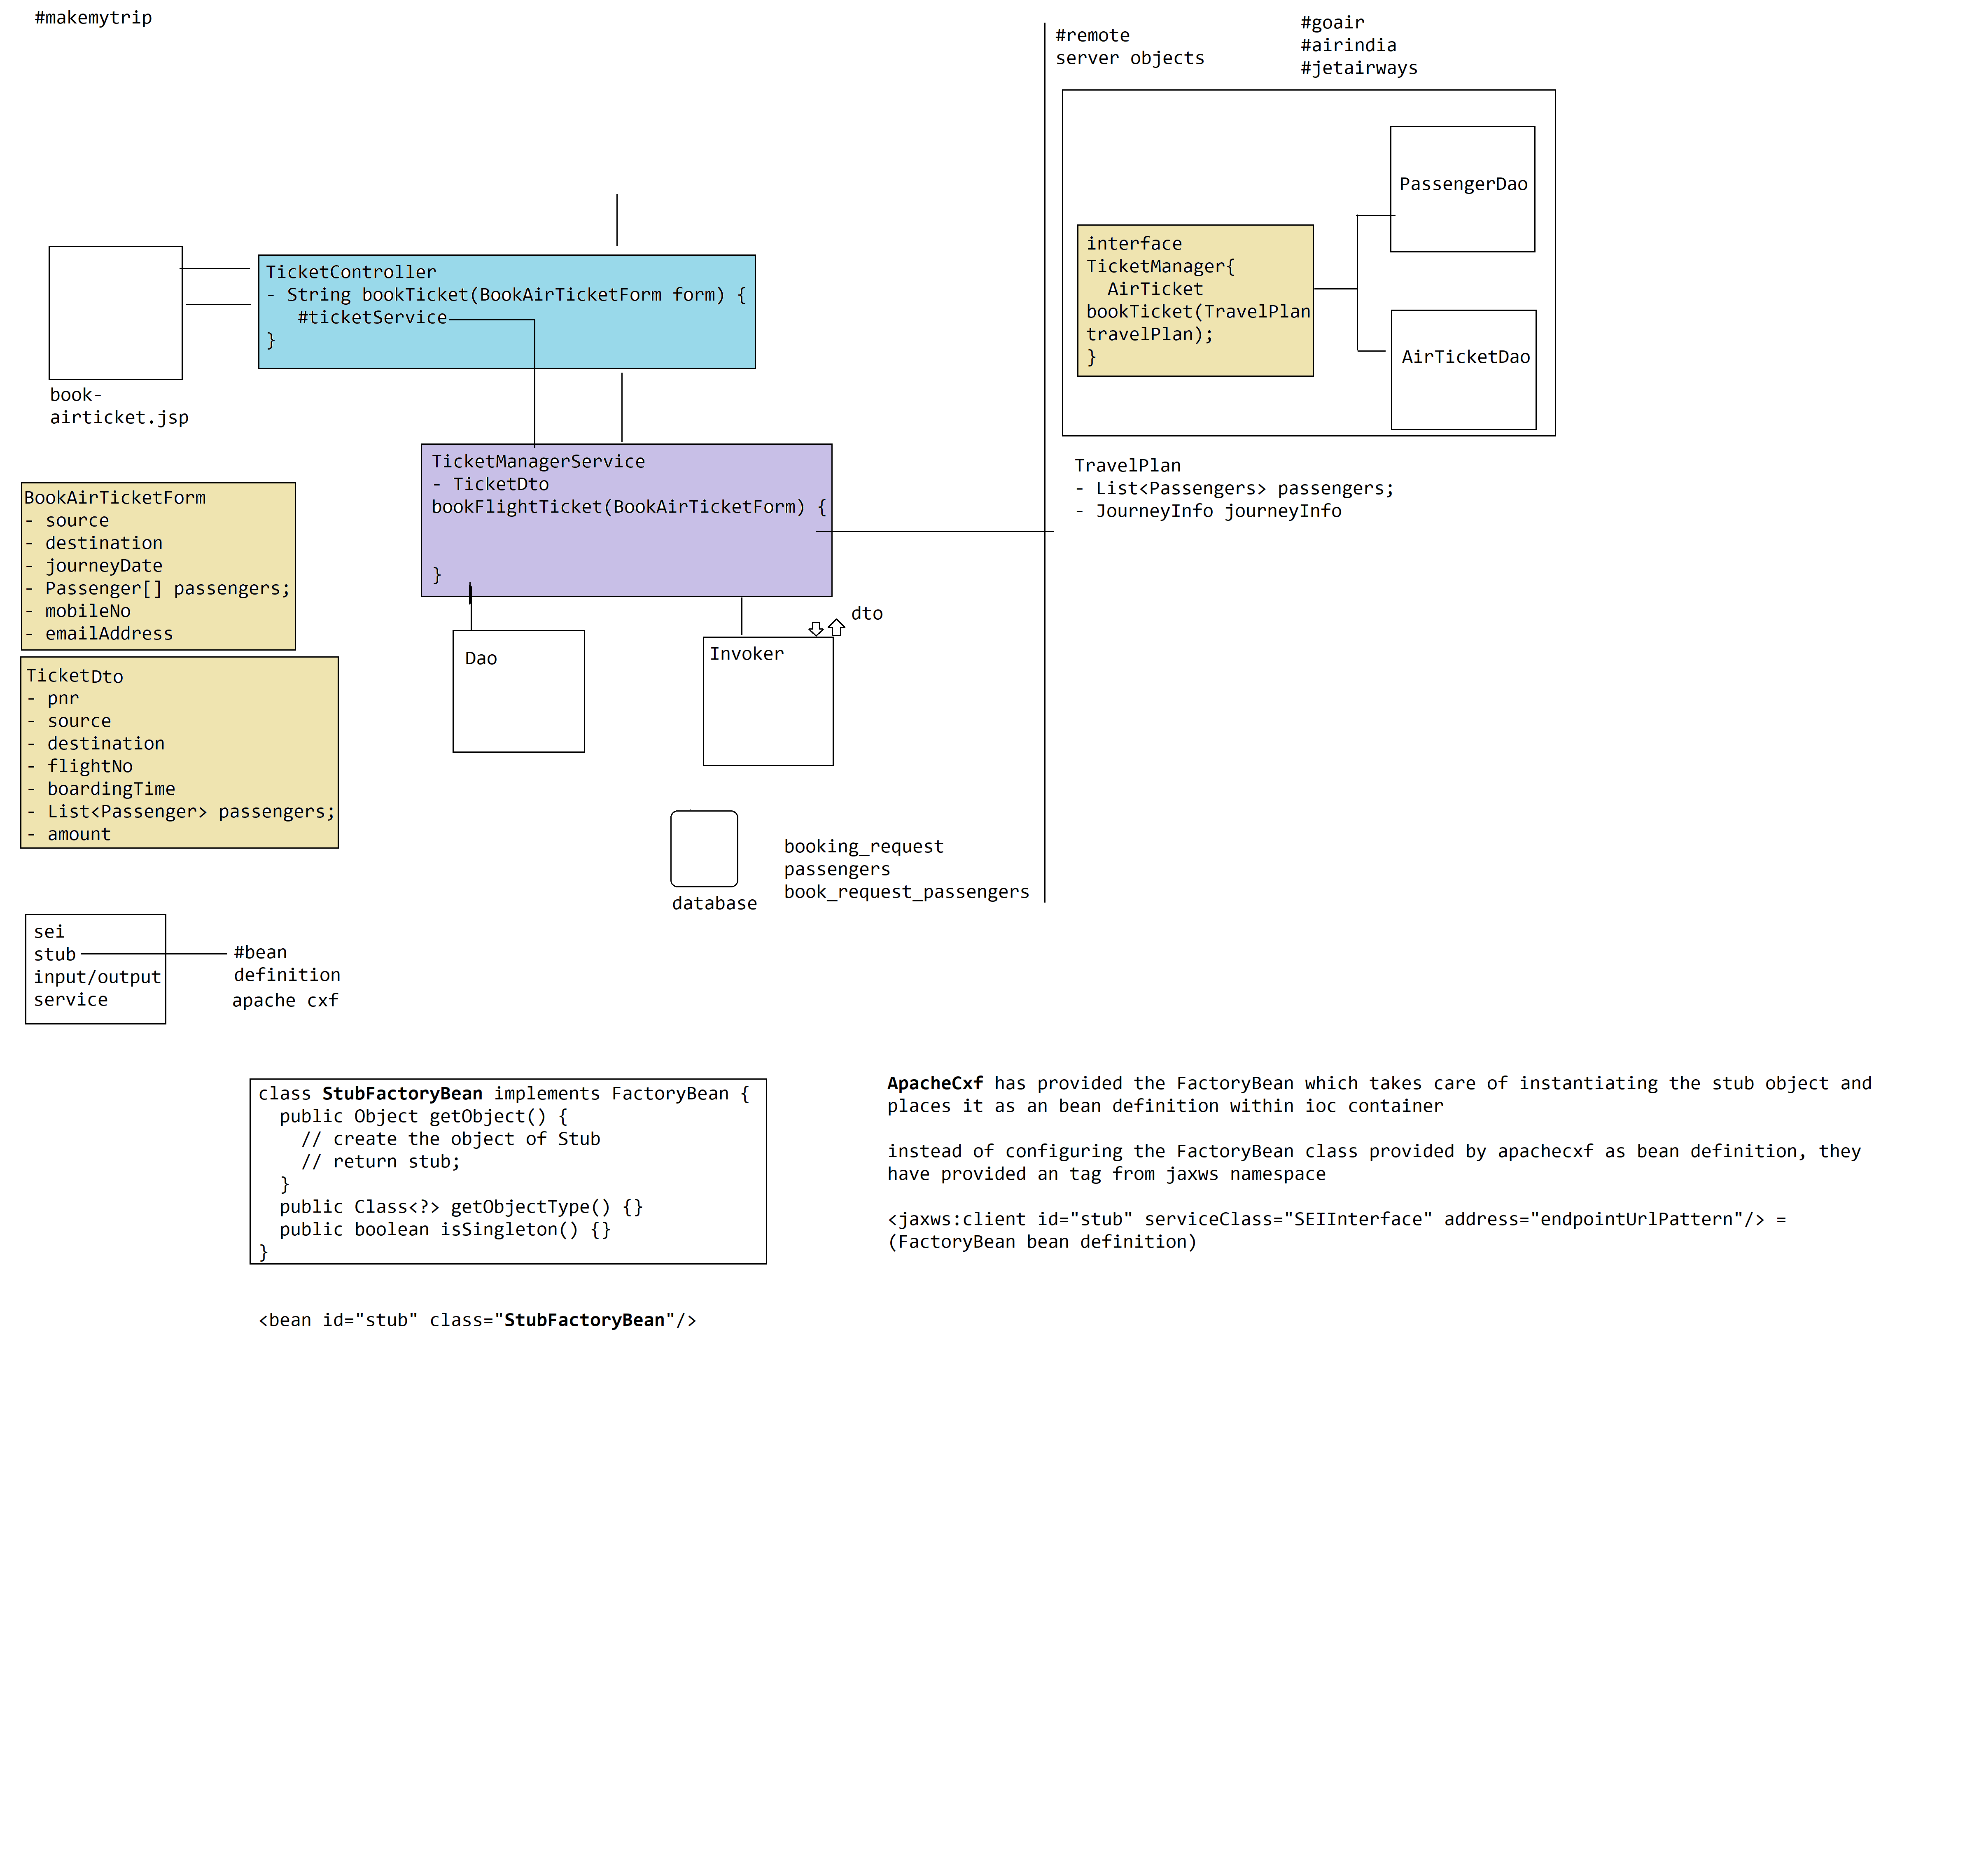 #makemytrip
#remote
server objects
#goair
#airindia
#jetairways
PassengerDao
interface
TicketManager{
  AirTicket
bookTicket(TravelPlan
travelPlan);
}
AirTicketDao
TicketController
- String bookTicket(BookAirTicketForm form) {
   #ticketService
}
book-
airticket.jsp
TicketManagerService
- TicketDto
bookFlightTicket(BookAirTicketForm) {
}
TravelPlan
- List<Passengers> passengers;
- JourneyInfo journeyInfo
BookAirTicketForm
- source
- destination
- journeyDate
- Passenger[] passengers;
- mobileNo
- emailAddress
dto
Dao
Invoker
TicketDto
- pnr
- source
- destination
- flightNo
- boardingTime
- List<Passenger> passengers;
- amount
database
booking_request
passengers
book_request_passengers
sei
stub
input/output
service
#bean
definition
apache cxf
class StubFactoryBean implements FactoryBean {
  public Object getObject() {
    // create the object of Stub
    // return stub;
  }
  public Class<?> getObjectType() {}
  public boolean isSingleton() {}
}
<bean id="stub" class="StubFactoryBean"/>
ApacheCxf has provided the FactoryBean which takes care of instantiating the stub object and
places it as an bean definition within ioc container
instead of configuring the FactoryBean class provided by apachecxf as bean definition, they
have provided an tag from jaxws namespace
<jaxws:client id="stub" serviceClass="SEIInterface" address="endpointUrlPattern"/> =
(FactoryBean bean definition)